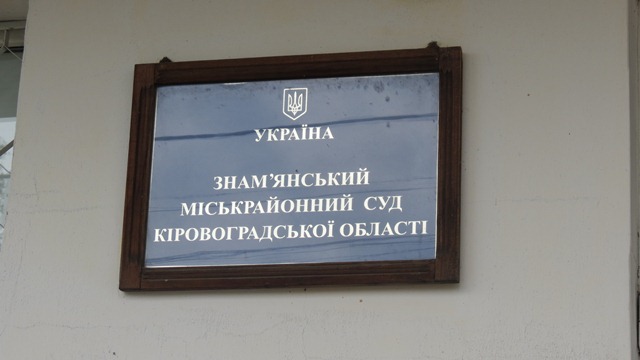 УКРАЇНА
ЗНАМ’ЯНСЬКИЙ
МІСЬКРАЙОННИЙ СУД
КІРОВОГРАДСЬКОЇ ОБЛАСТІ